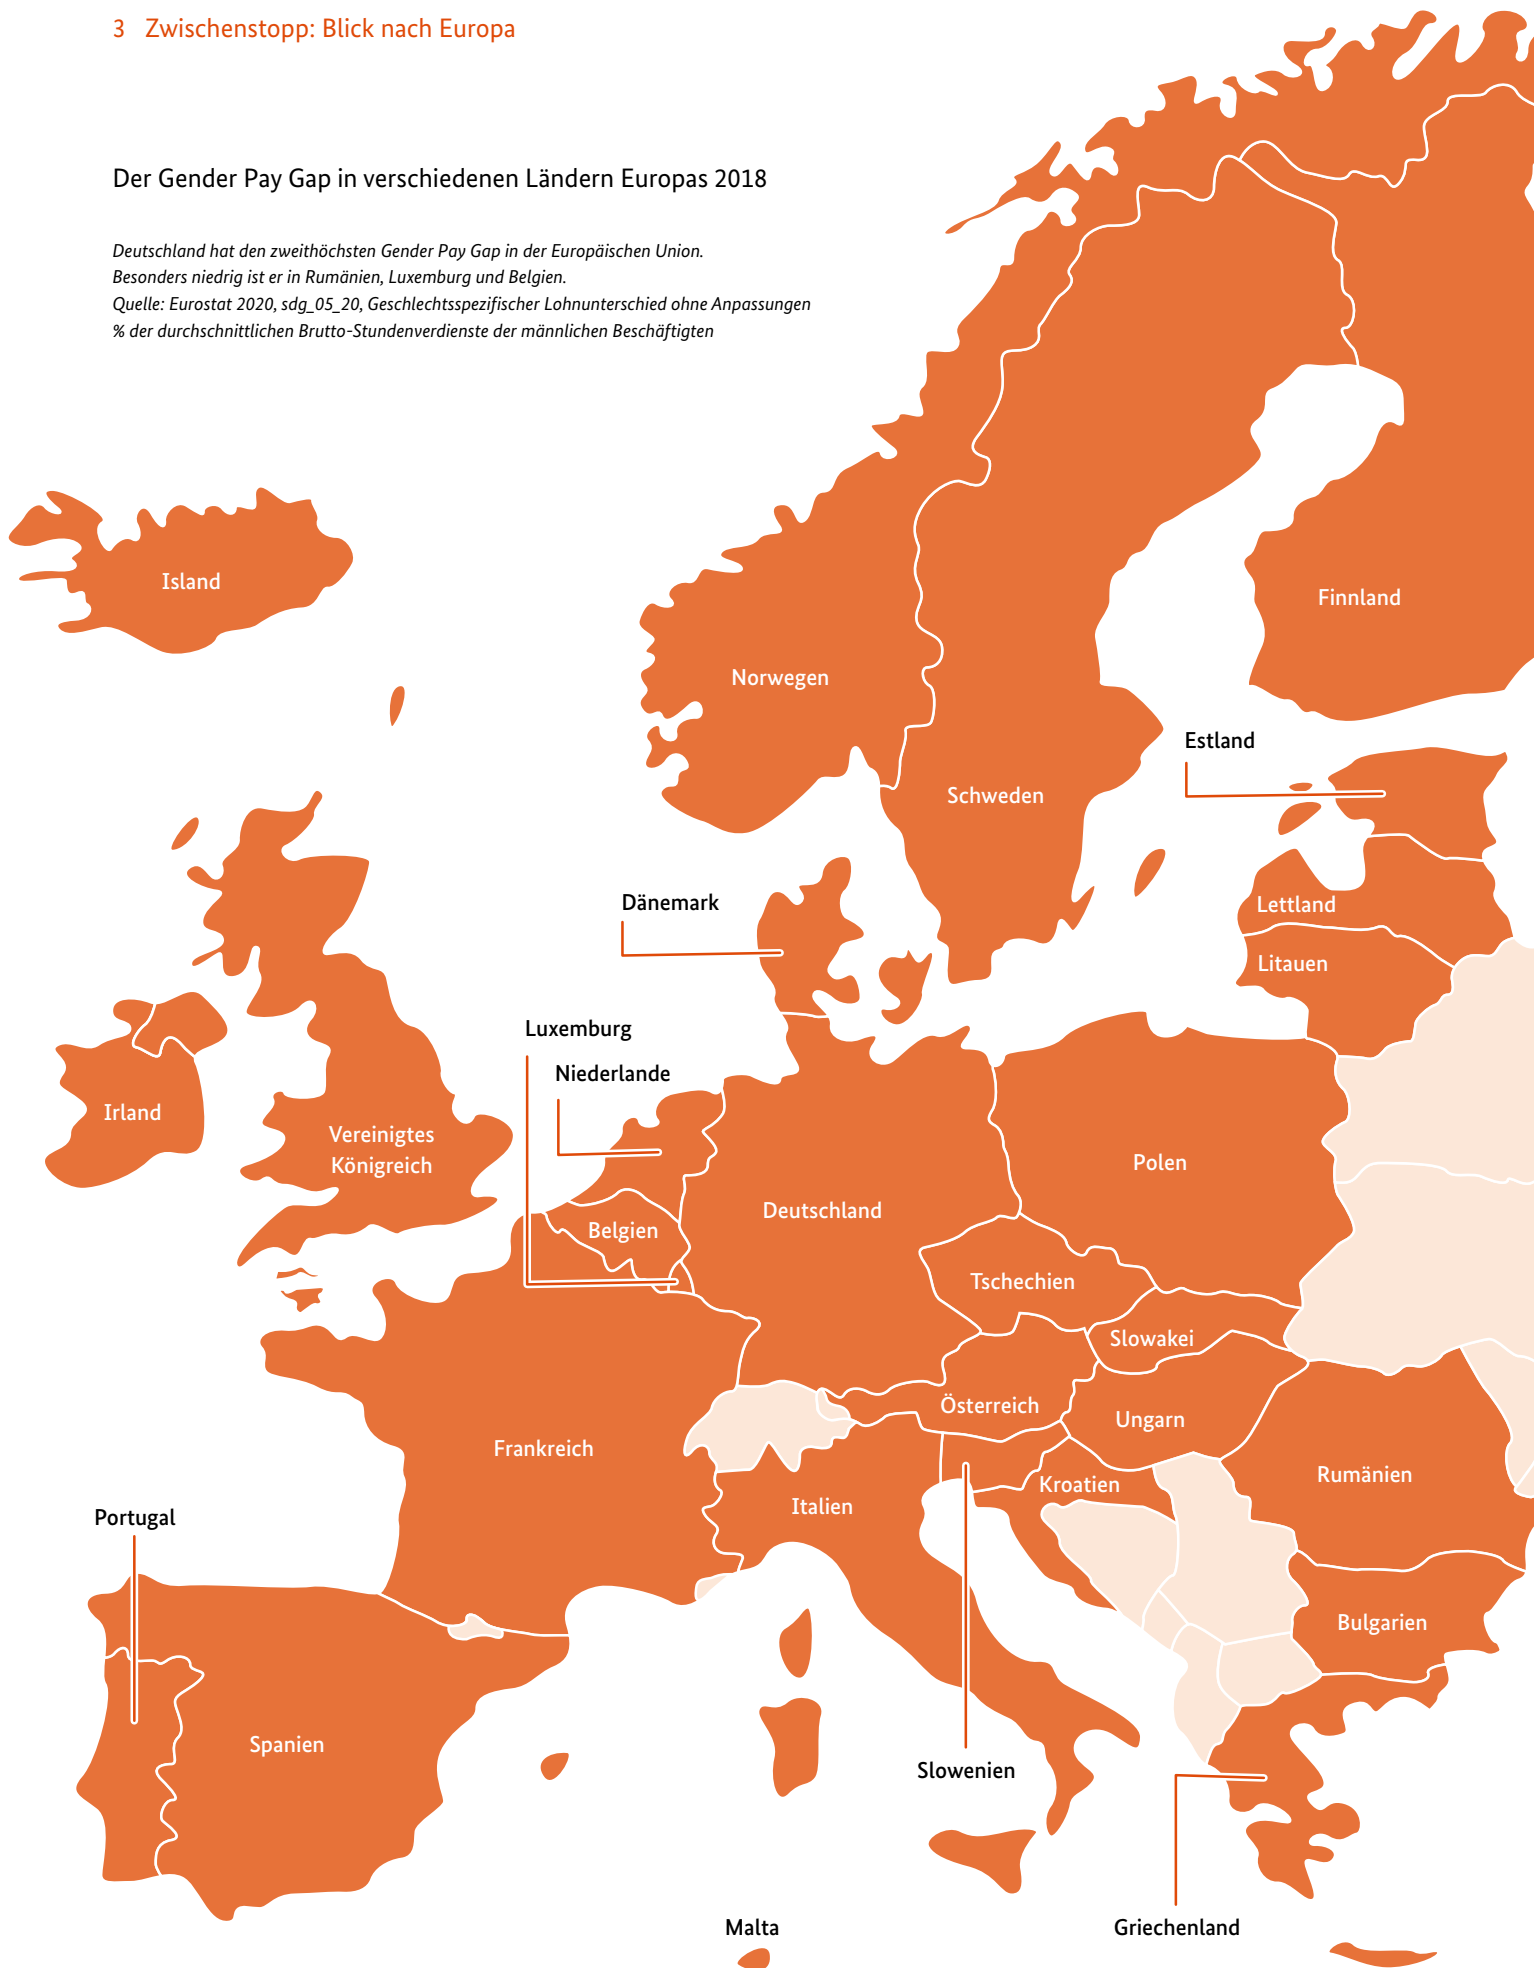 3 Zwischenstopp: Blick nach Europa
Der Gender Pay Gap in verschiedenen Ländern Europas 2018
Deutschland hat den zweithöchsten Gender Pay Gap in der Europäischen Union.
Besonders niedrig ist er in Rumänien, Luxemburg und Belgien.
Quelle: Eurostat 2020, sdg_05_20, Geschlechtsspezifischer Lohnunterschied ohne Anpassungen
% der durchschnittlichen Brutto-Stundenverdienste der männlichen Beschäftigten
Island
Finnland
Norwegen
Estland
Schweden
Dänemark
Lettland
Litauen
Luxemburg
Niederlande
Irland
Vereinigtes
Königreich
Polen
Deutschland
Belgien
Tschechien
Slowakei
Österreich
Ungarn
Frankreich
Rumänien
Kroatien
Italien
Portugal
Bulgarien
Spanien
Slowenien
Malta
Griechenland